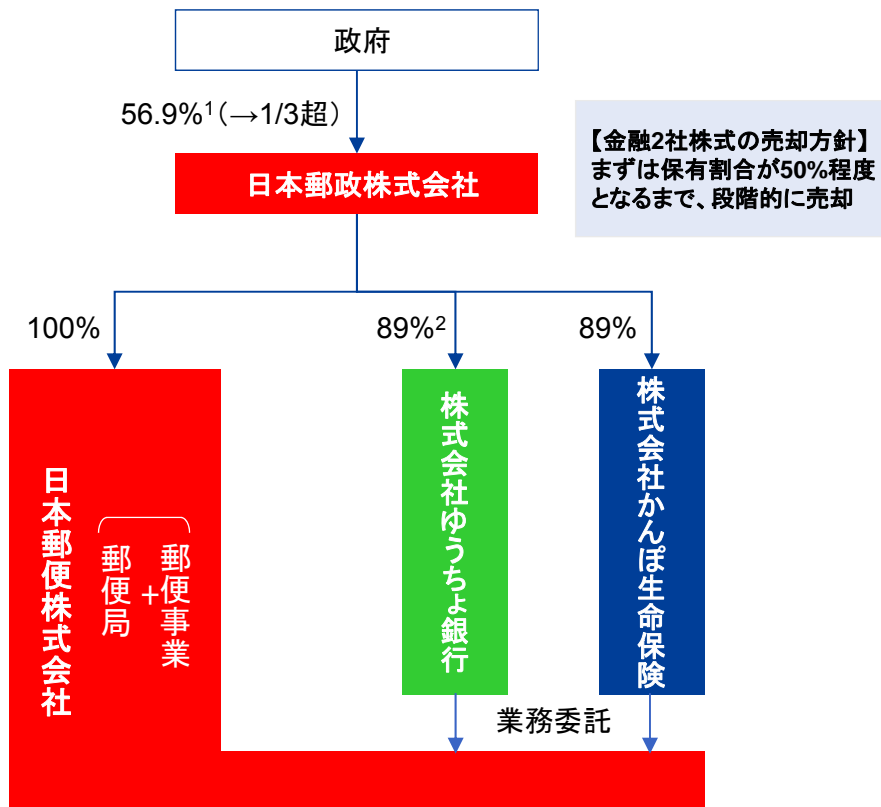 政府
56.9%1（→1/3超）
【金融2社株式の売却方針】
まずは保有割合が50%程度
となるまで、段階的に売却
日本郵政株式会社
100%
89%2
89%
日本郵便株式会社
郵便局
+
郵便事業
株式会社ゆうちょ銀行
株式会社かんぽ生命保険
業務委託